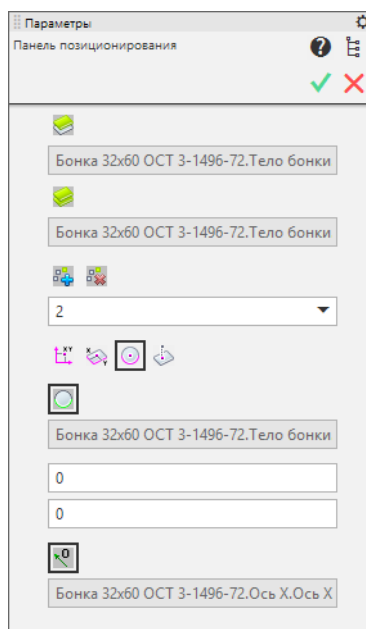 Параметры
Панель позиционирования
Бонка 32x60 ОСТ 3-1496-72.Тело бонки
Бонка 32x60 ОСТ 3-1496-72.Тело бонки
2
XY
X
Y
Бонка 32x60 ОСТ 3-1496-72.Тело бонки
0
0
0
Бонка 32x60 ОСТ 3-1496-72.Ось X.Ось X